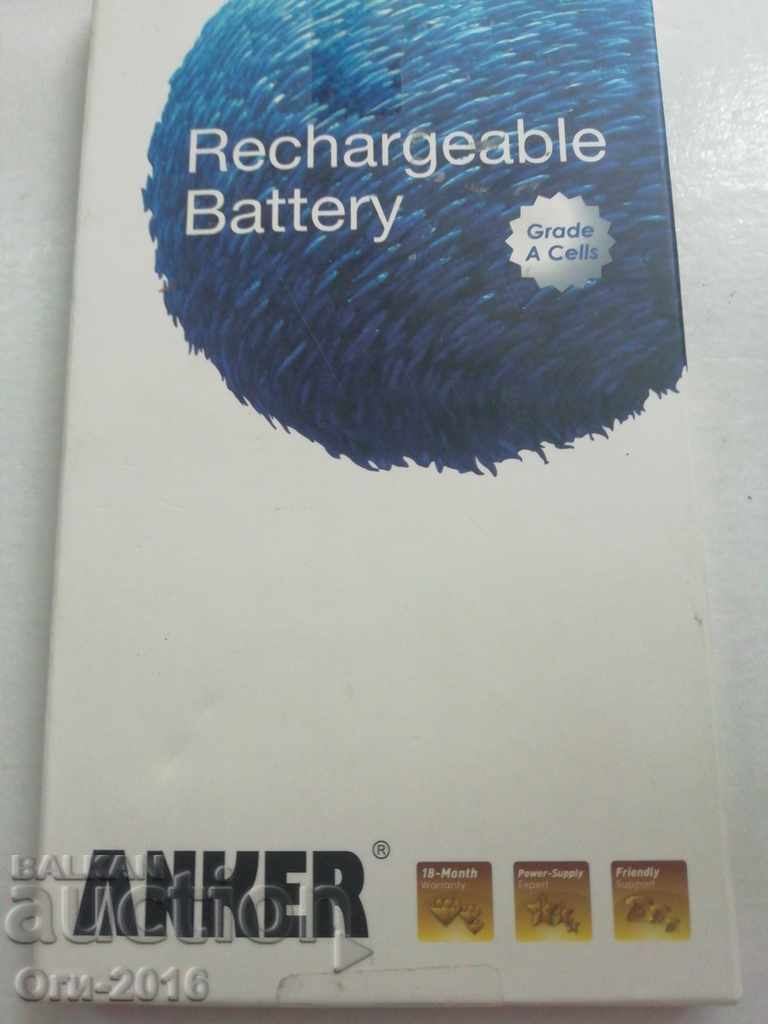 Rechargeable
Battery
Grade
A Cells
ANKER®
18-Month
Warranty
Power-Supply
Expert
Friendly
Support
BALKAN
auction
Оги-2016